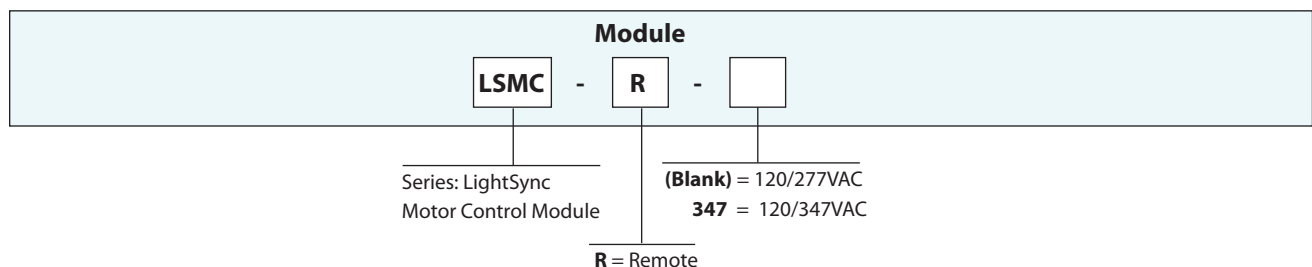 Module
LSMC - R -
Series: LightSync
Motor Control Module
(Blank) = 120/277VAC
347 = 120/347VAC
R = Remote